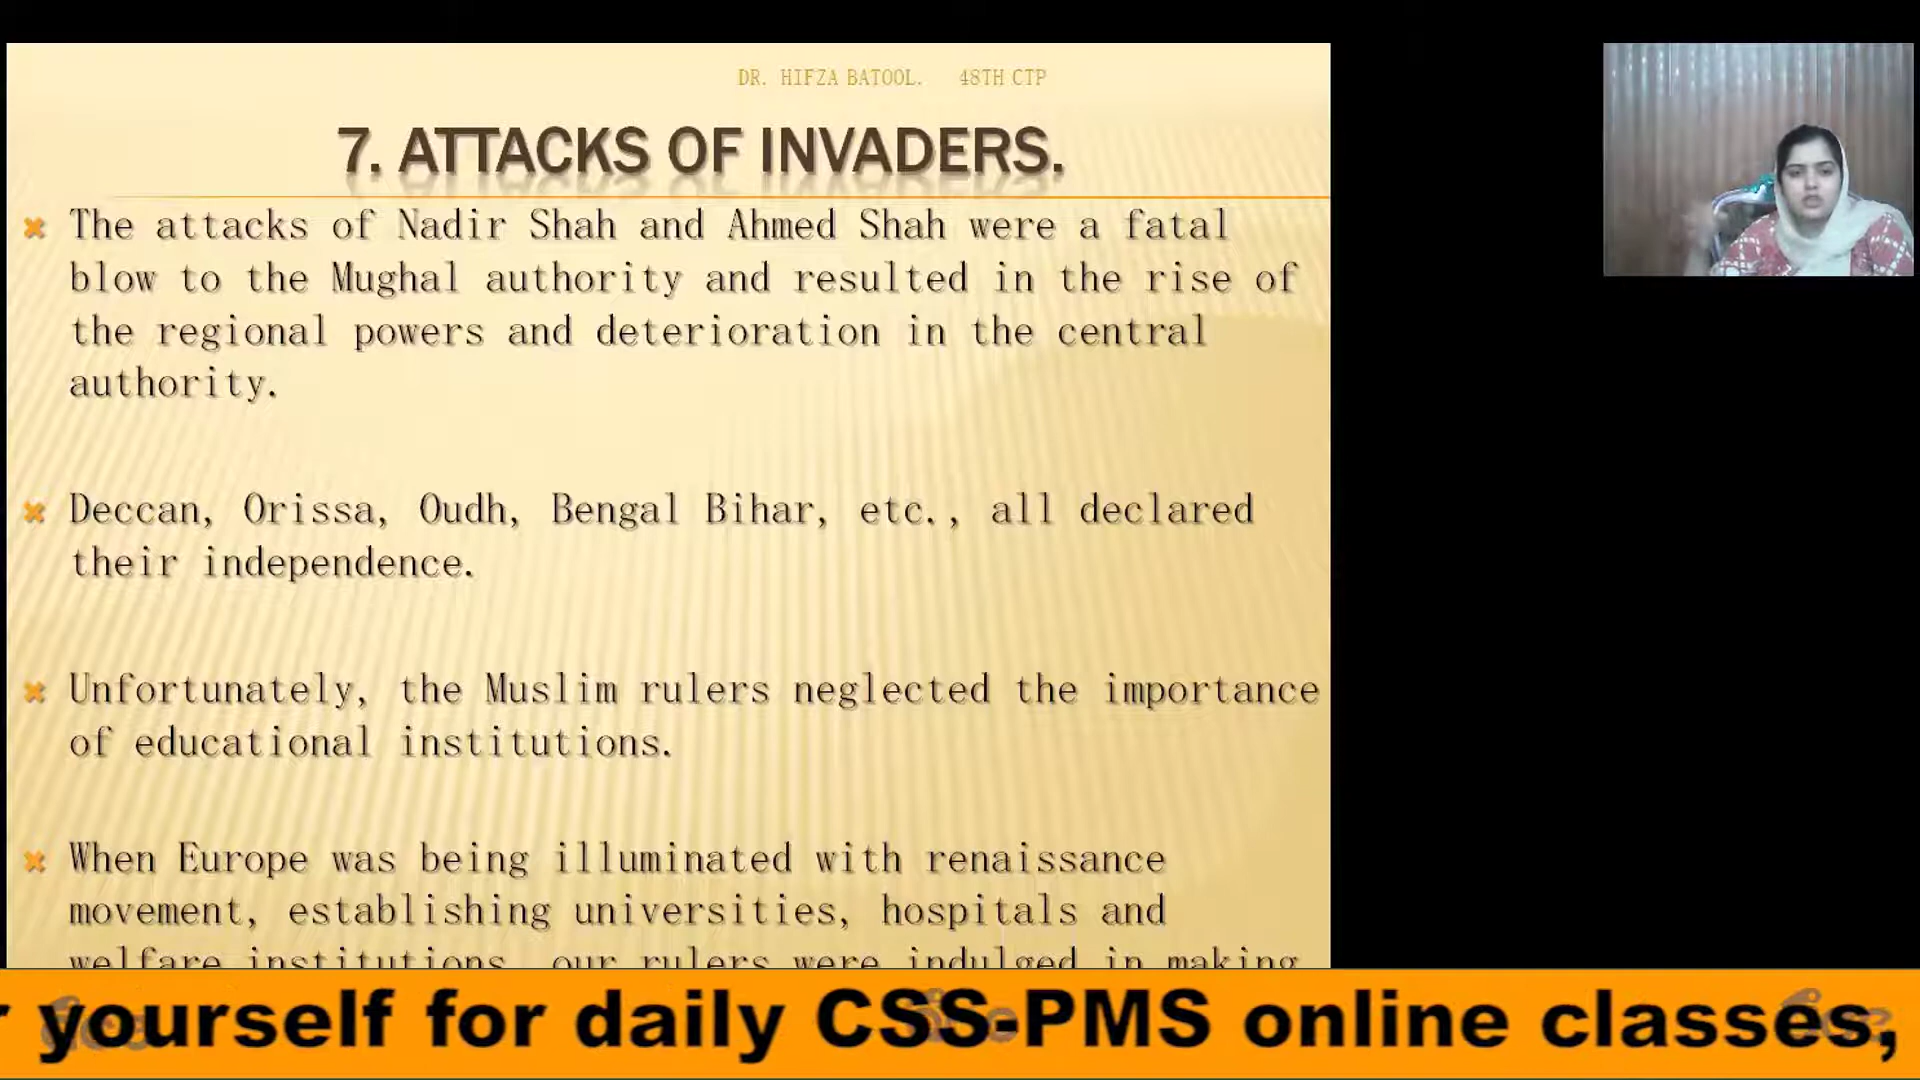 DR. HIFZA BATOOL. 48TH CTP
7. ATTACKS OF INVADERS.
The attacks of Nadir Shah and Ahmed Shah were a fatal
blow to the Mughal authority and resulted in the rise of
the regional powers and deterioration in the central
authority.
Deccan, Orissa, Oudh, Bengal Bihar, etc., all declared
their independence.
Unfortunately, the Muslim rulers neglected the importance
of educational institutions.
When Europe was being illuminated with renaissance
movement, establishing universities, hospitals and
welfare institutions, our rulers were indulged in making
yourself for daily CSS-PMS online classes,